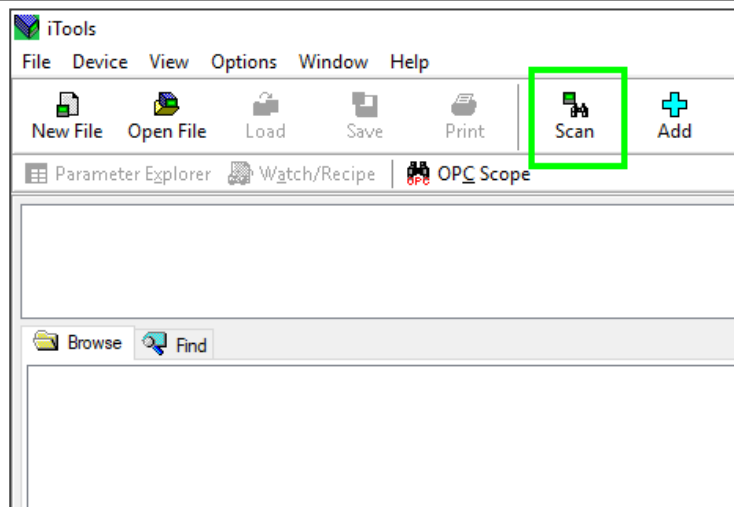 iTools
File Device View Options Window Help
New File Open File Load Save Print Scan Add
Parameter Explorer Watch/Recipe OPC OPC Scope
Browse Find